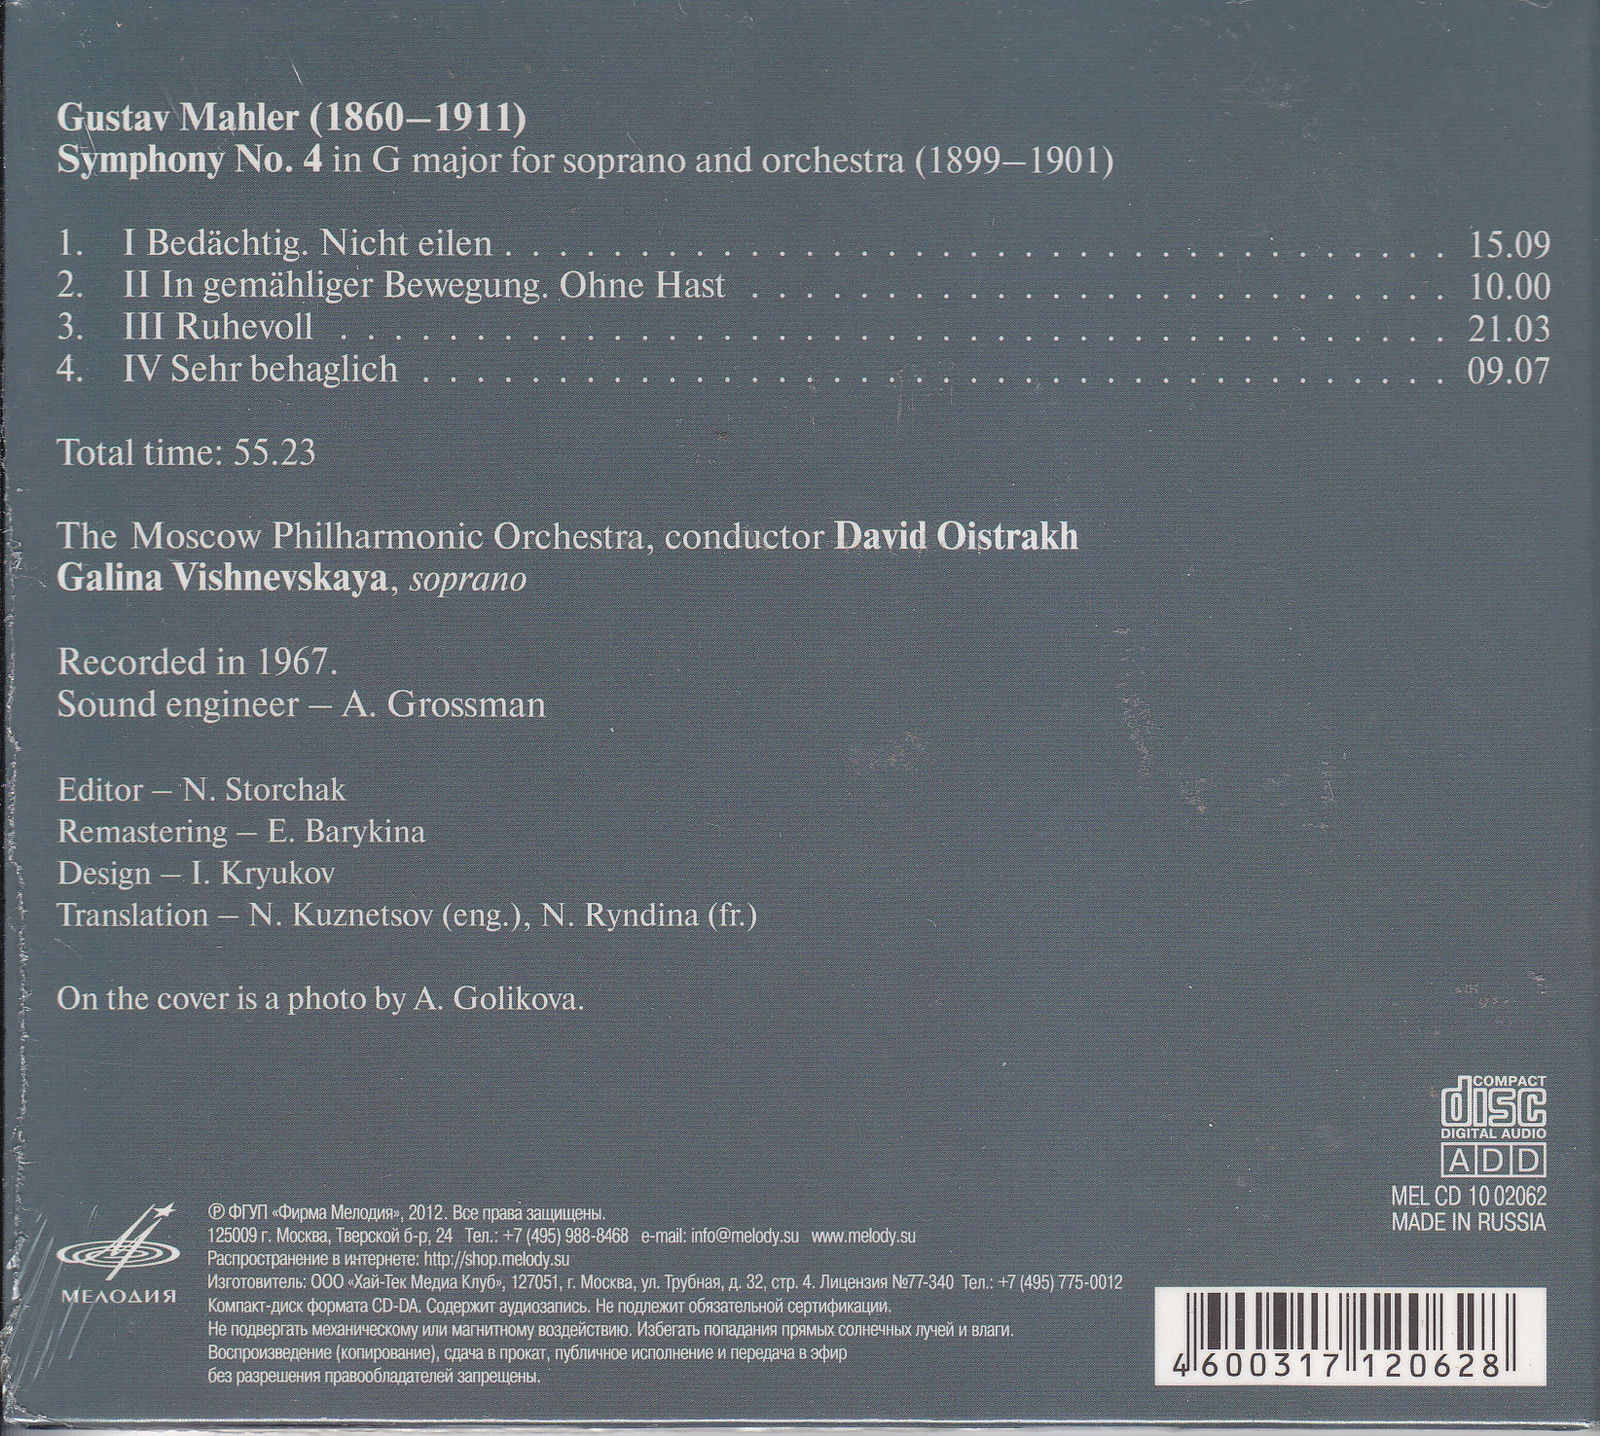 Gustav Mahler (1860–1911)
Symphony No. 4 in G major for soprano and orchestra (1899–1901)
1. I Bedächtig. Nicht eilen . . . . . . . . . . . . . . . . . . . . . . . . . . . . . . . . . . . 15.09
2. II In gemähliger Bewegung. Ohne Hast . . . . . . . . . . . . . . . . . . . . . . . . . . 10.00
3. III Ruhevoll . . . . . . . . . . . . . . . . . . . . . . . . . . . . . . . . . . . . . . . . . 21.03
4. IV Sehr behaglich . . . . . . . . . . . . . . . . . . . . . . . . . . . . . . . . . . . . . . 09.07
Total time: 55.23
The Moscow Philharmonic Orchestra, conductor David Oistrakh
Galina Vishnevskaya, soprano
Recorded in 1967.
Sound engineer – A. Grossman
Editor – N. Storchak
Remastering – E. Barykina
Design – I. Kryukov
Translation – N. Kuznetsov (eng.), N. Ryndina (fr.)
On the cover is a photo by A. Golikova.
COMPACT
disc
DIGITAL AUDIO
ADD
MEL CD 10 02062
MADE IN RUSSIA
МЕЛОДИЯ
℗ ФГУП «Фирма Мелодия», 2012. Все права защищены.
125009 г. Москва, Тверской б-р, 24 Тел.: +7 (495) 988-8468 e-mail: info@melody.su www.melody.su
Распространение в интернете: http://shop.melody.su
Изготовитель: ООО «Хай-Тек Медиа Клуб», 127051, г. Москва, ул. Трубная, д. 32, стр. 4. Лицензия №77-340 Тел.: +7 (495) 775-0012
Компакт-диск формата CD-DA. Содержит аудиозапись. Не подлежит обязательной сертификации.
Не подвергать механическому или магнитному воздействию. Избегать попадания прямых солнечных лучей и влаги.
Воспроизведение (копирование), сдача в прокат, публичное исполнение и передача в эфир
без разрешения правообладателей запрещены.
4 600317 120628